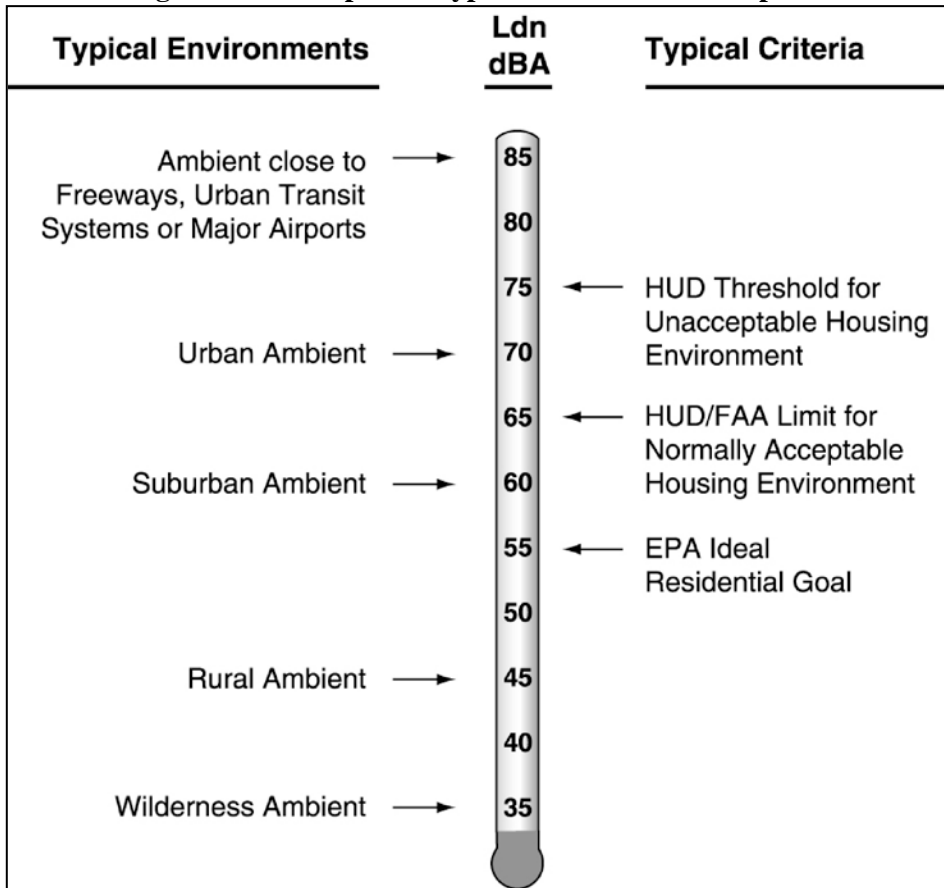 Typical Environments
Ldn
dBA
Typical Criteria
Ambient close to
Freeways, Urban Transit
Systems or Major Airports
85
80
75
HUD Threshold for
Unacceptable Housing
Environment
Urban Ambient
70
65
HUD/FAA Limit for
Normally Acceptable
Housing Environment
Suburban Ambient
60
55
EPA Ideal
Residential Goal
50
Rural Ambient
45
40
Wilderness Ambient
35